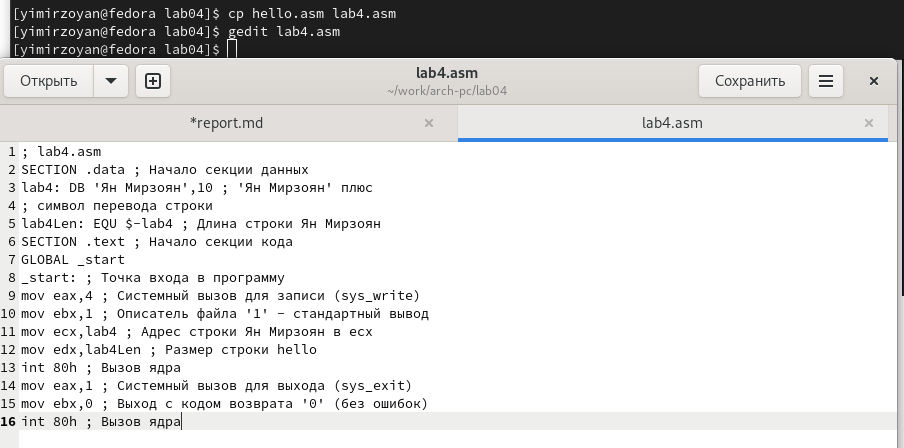 [yimirzoyan@fedora lab04]$ cp hello.asm lab4.asm
[yimirzoyan@fedora lab04]$ gedit lab4.asm
[yimirzoyan@fedora lab04]$
Открыть
lab4.asm
~/work/arch-pc/lab04
Сохранить
*report.md
lab4.asm
1 ; lab4.asm
2 SECTION .data ; Начало секции данных
3 lab4: DB 'Ян Мирзоян',10 ; 'Ян Мирзоян' плюс
4 ; символ перевода строки
5 lab4Len: EQU $-lab4 ; Длина строки Ян Мирзоян
6 SECTION .text ; Начало секции кода
7 GLOBAL _start
8 _start: ; Точка входа в программу
9 mov eax,4 ; Системный вызов для записи (sys_write)
10 mov ebx,1 ; Описатель файла '1' - стандартный вывод
11 mov ecx,lab4 ; Адрес строки Ян Мирзоян в ecx
12 mov edx,lab4Len ; Размер строки hello
13 int 80h ; Вызов ядра
14 mov eax,1 ; Системный вызов для выхода (sys_exit)
15 mov ebx,0 ; Выход с кодом возврата '0' (без ошибок)
16 int 80h ; Вызов ядра